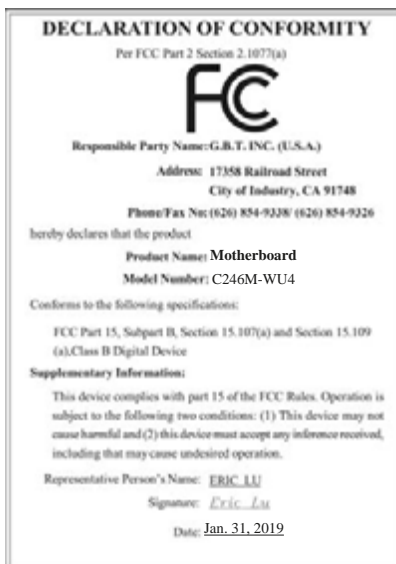 DECLARATION OF CONFORMITY
Per FCC Part 2 Section 2.1077(a)
FC
Responsible Party Name: G.B.T. INC. (U.S.A.)
Address: 17358 Railroad Street
City of Industry, CA 91748
Phone/Fax No: (626) 854-9338/ (626) 854-9326
hereby declares that the product
Product Name: Motherboard
Model Number: C246M-WU4
Conforms to the following specifications:
FCC Part 15, Subpart B, Section 15.107(a) and Section 15.109
(a),Class B Digital Device
Supplementary Information:
This device complies with part 15 of the FCC Rules. Operation is
subject to the following two conditions: (1) This device may not
cause harmful and (2) this device must accept any inference received,
including that may cause undesired operation.
Representative Person's Name: ERIC LU
Signature: Eric Lu
Date: Jan. 31, 2019